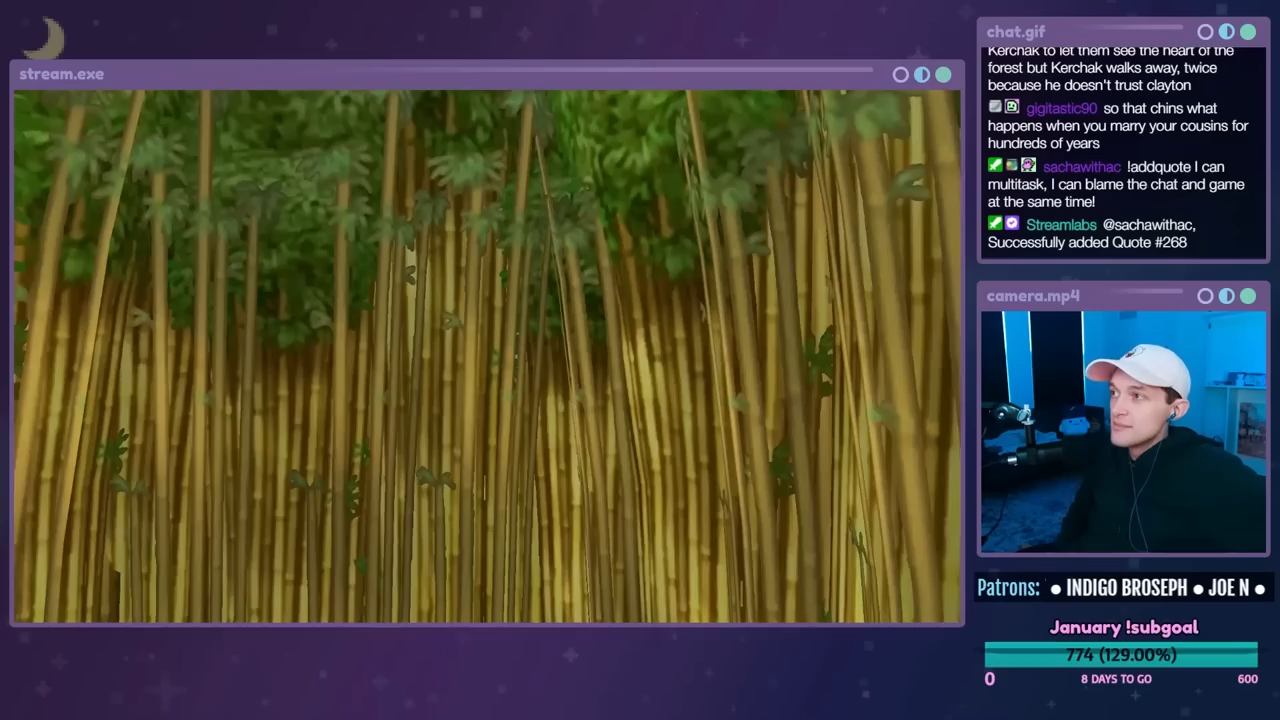 stream.exe
chat.gif
Kerchak to let them see the heart of the
forest but Kerchak walks away, twice
because he doesn't trust clayton
gigitastic90 so that chins what
happens when you marry your cousins for
hundreds of years
sachawithac !addquote I can
multitask, I can blame the chat and game
at the same time!
Streamlabs @sachawithac,
Successfully added Quote #268
camera.mp4
Patrons: • INDIGO BROSEPH • JOE N •
January !subgoal
774 (129.00%)
0 8 DAYS TO GO 600